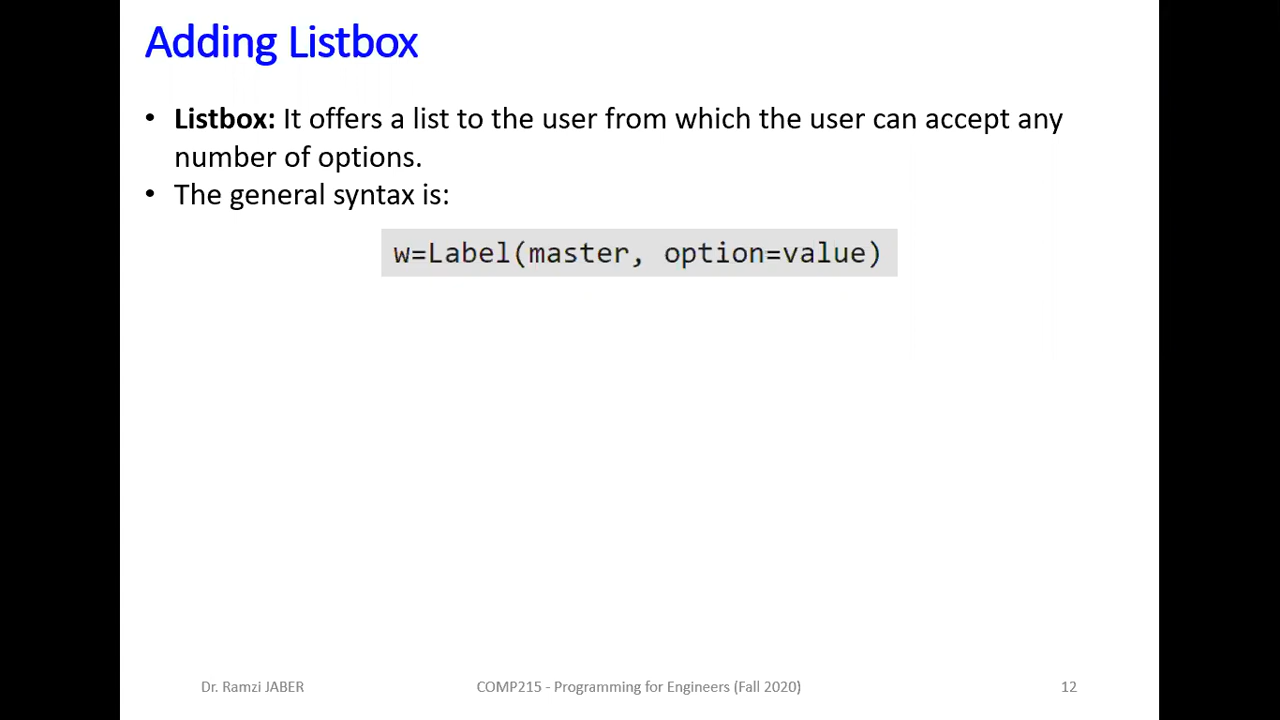 Adding Listbox
• Listbox: It offers a list to the user from which the user can accept any
number of options.
• The general syntax is:
w=Label(master, option=value)
Dr. Ramzi JABER COMP215 - Programming for Engineers (Fall 2020) 12